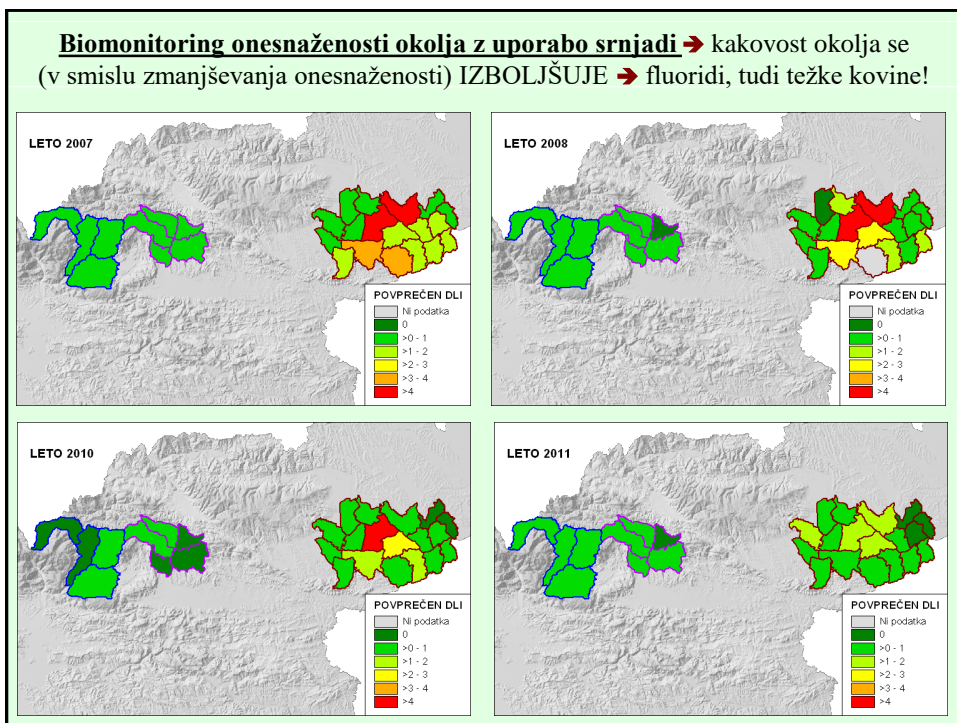 Biomonitoring onesnaženosti okolja z uporabo srnjadi ➔ kakovost okolja se
(v smislu zmanjševanja onesnaženosti) IZBOLJŠUJE ➔ fluoridi, tudi težke kovine!
LETO 2007
POVPREČEN DLI
Ni podatka
0
>0 - 1
>1 - 2
>2 - 3
>3 - 4
>4
LETO 2008
POVPREČEN DLI
Ni podatka
0
>0 - 1
>1 - 2
>2 - 3
>3 - 4
>4
LETO 2010
POVPREČEN DLI
Ni podatka
0
>0 - 1
>1 - 2
>2 - 3
>3 - 4
>4
LETO 2011
POVPREČEN DLI
Ni podatka
0
>0 - 1
>1 - 2
>2 - 3
>3 - 4
>4